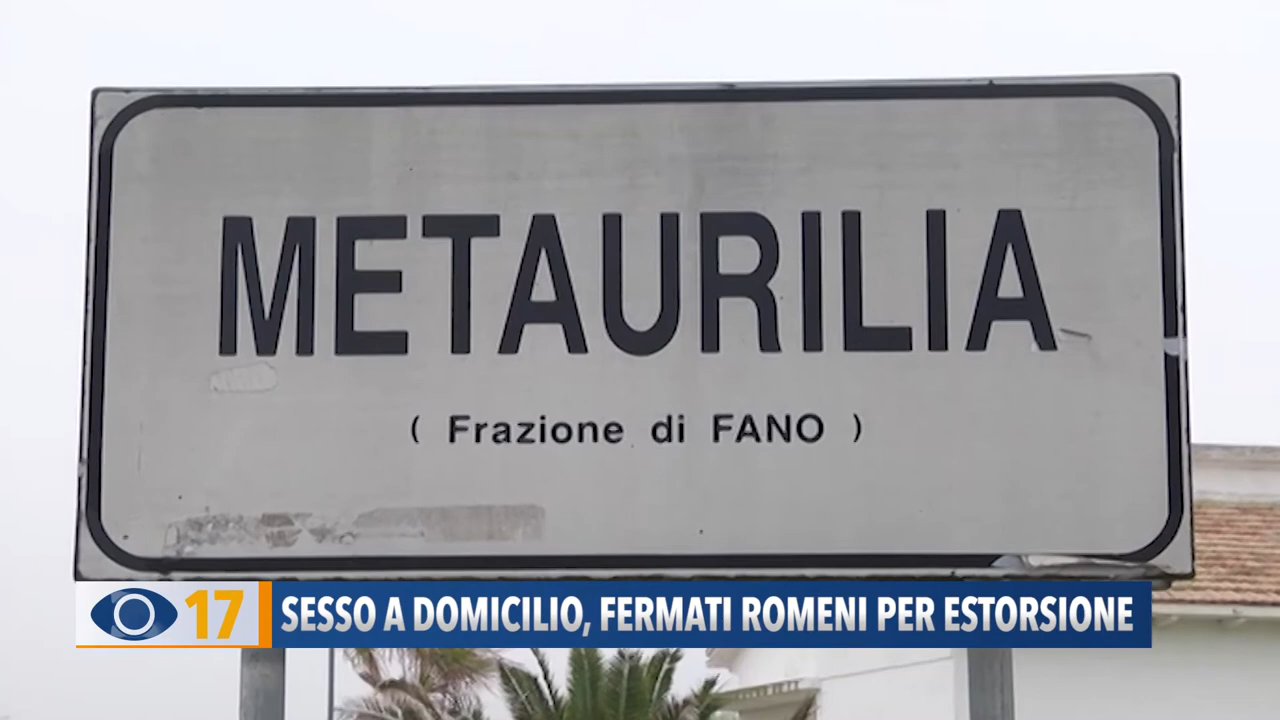 METAURILIA
( Frazione di FANO )
17 SESSO A DOMICILIO, FERMATI ROMENI PER ESTORSIONE